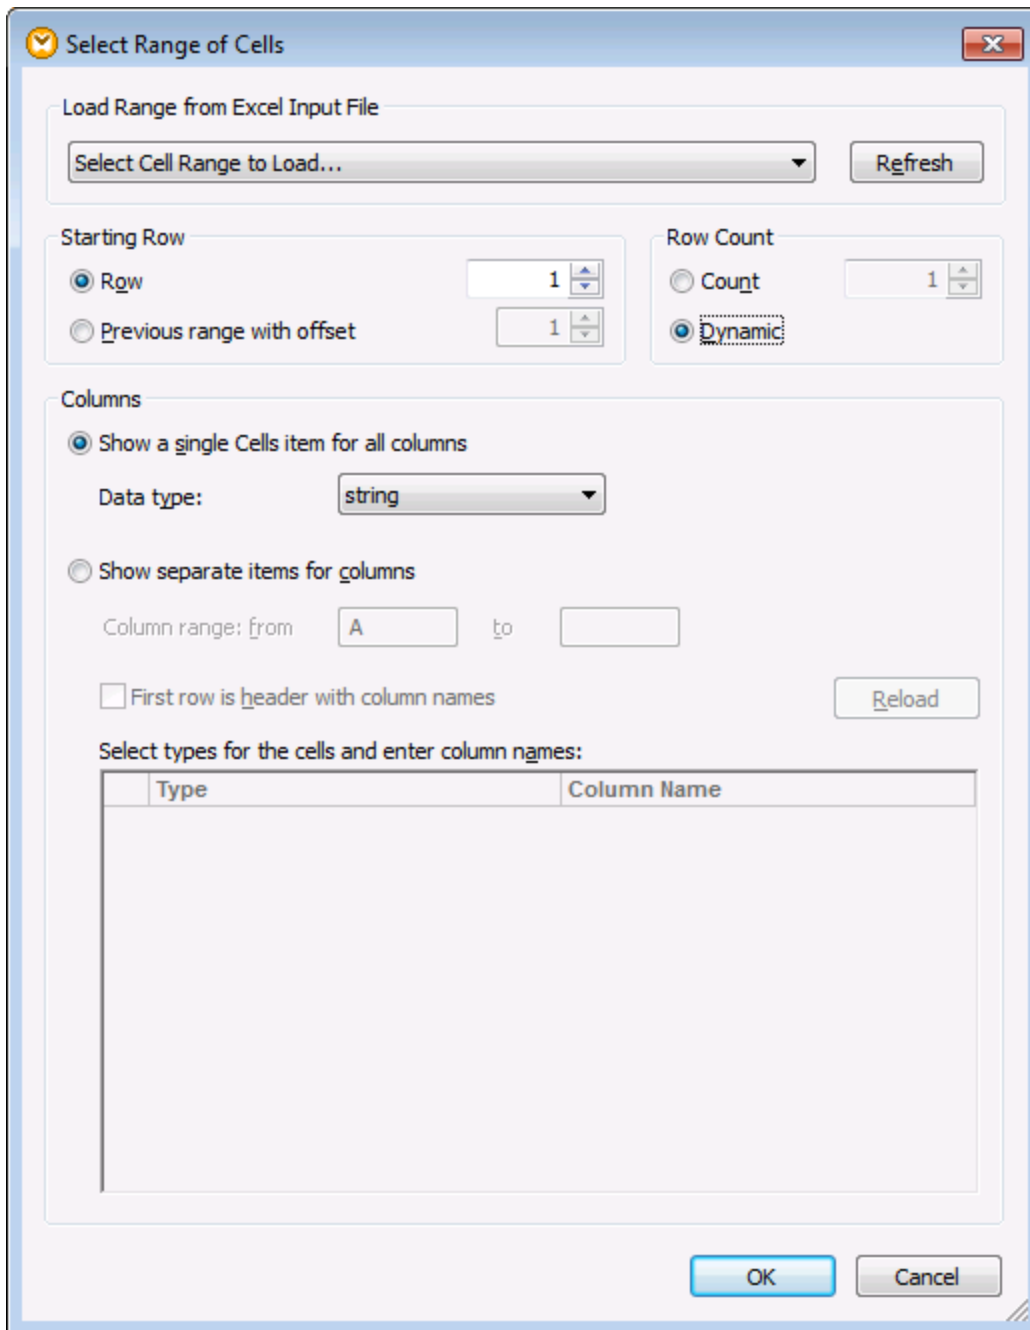 Select Range of Cells
Load Range from Excel Input File
Select Cell Range to Load...
Refresh
Starting Row
Row 1
Previous range with offset 1
Row Count
Count 1
Dynamic
Columns
Show a single Cells item for all columns
Data type: string
Show separate items for columns
Column range: from A to
First row is header with column names
Reload
Select types for the cells and enter column names:
Type Column Name
OK Cancel